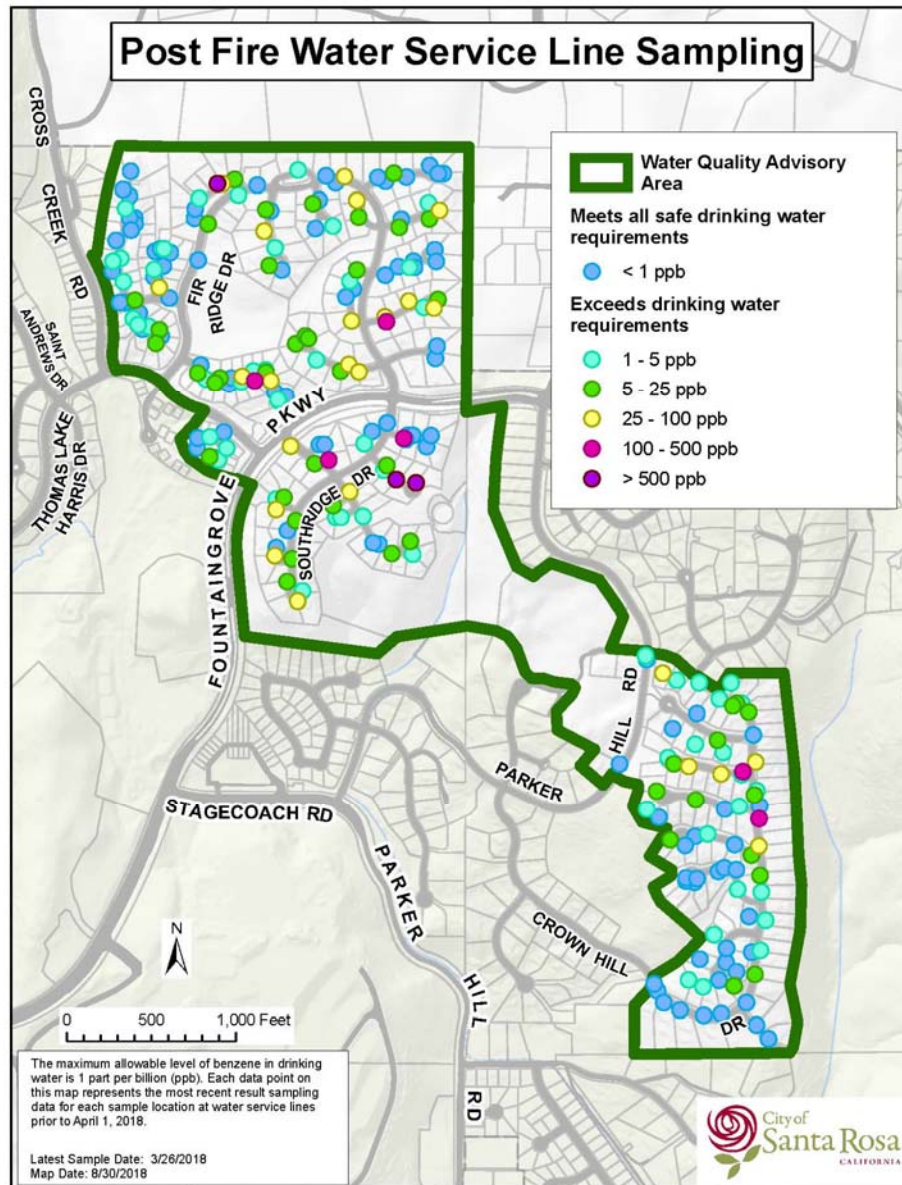 Post Fire Water Service Line Sampling
CROSS
CREEK
RD
FIR
RIDGE DR
SAINT
ANDREWS DR
THOMAS LAKE
HARRIS DR
PKWY
FOUNTAINGROVE
SOUTHRIDGE DR
HILL
RD
PARKER
STAGECOACH RD
PARKER
HILL
RD
CROWN HILL
DR
Water Quality Advisory
Area
Meets all safe drinking water
requirements
< 1 ppb
Exceeds drinking water
requirements
1 - 5 ppb
5 - 25 ppb
25 - 100 ppb
100 - 500 ppb
> 500 ppb
N
0 500 1,000 Feet
The maximum allowable level of benzene in drinking
water is 1 part per billion (ppb). Each data point on
this map represents the most recent result sampling
data for each sample location at water service lines
prior to April 1, 2018.
Latest Sample Date: 3/26/2018
Map Date: 8/30/2018
City of
Santa Rosa
CALIFORNIA